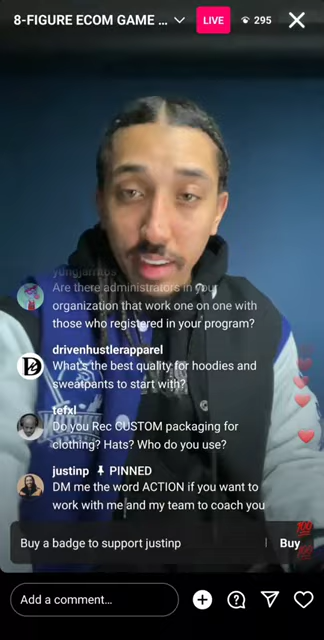 8-FIGURE ECOM GAME ...
LIVE
295
Are there administrators in your
organization that work one on one with
those who registered in your program?
drivenhustlerapparel
What's the best quality for hoodies and
sweatpants to start with?
tefxl
Do you Rec CUSTOM packaging for
clothing? Hats? Who do you use?
justinp PINNED
DM me the word ACTION if you want to
work with me and my team to coach you
Buy a badge to support justinp
Buy
Add a comment...